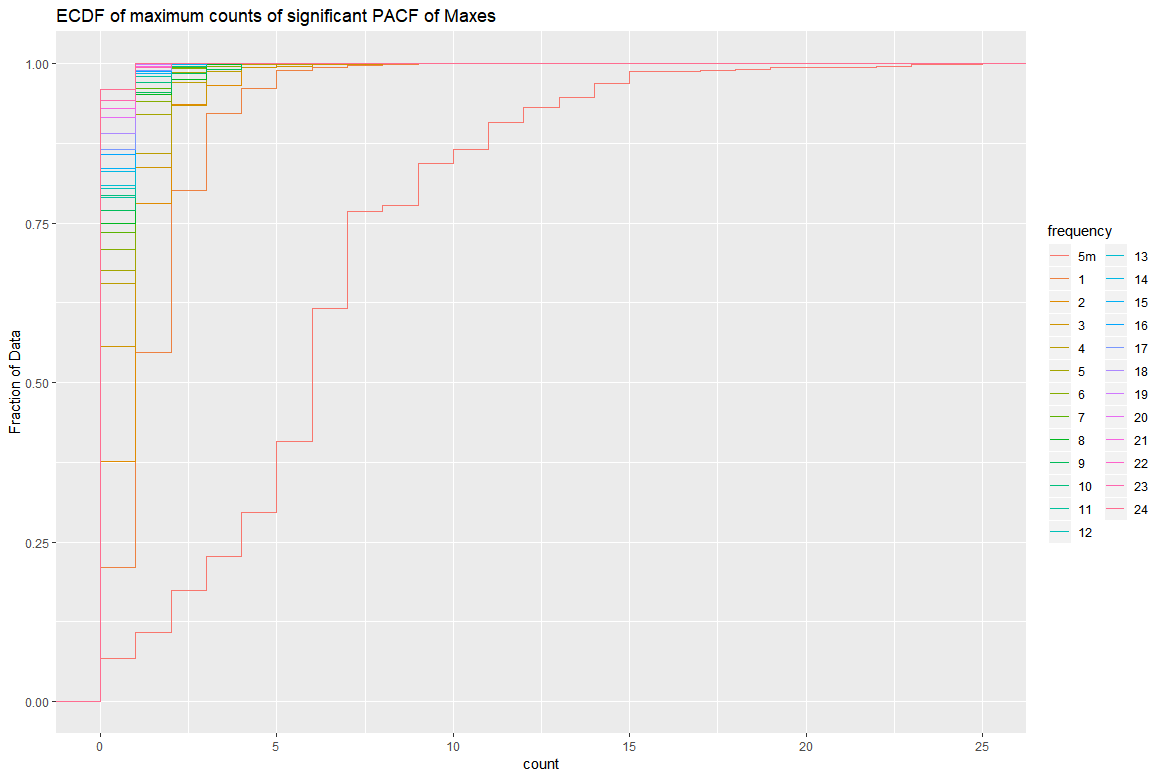 ECDF of maximum counts of significant PACF of Maxes
1.00
0.75
0.50
0.25
0.00
Fraction of Data
0 5 10 15 20 25
count
frequency
5m 13
1 14
2 15
3 16
4 17
5 18
6 19
7 20
8 21
9 22
10 23
11 24
12